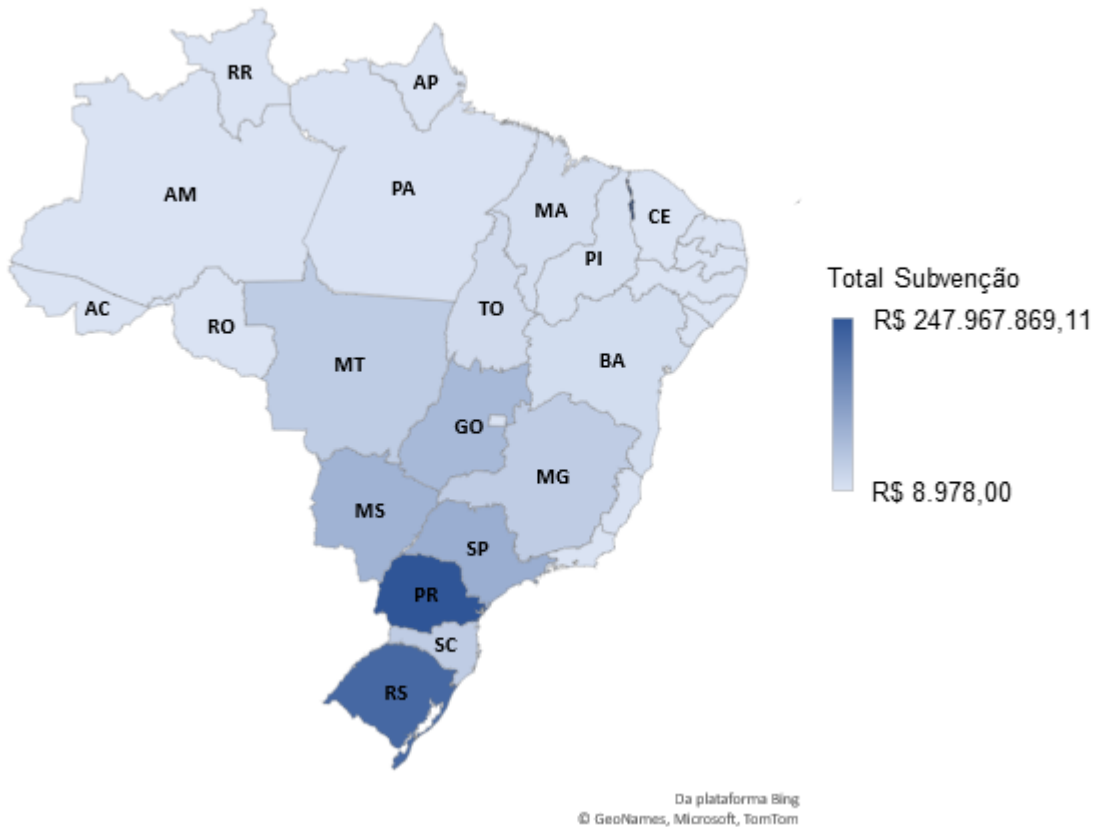 RR
AP
AM
PA
MA
CE
PI
AC
RO
TO
MT
BA
GO
MG
MS
SP
PR
SC
RS
Total Subvenção
R$ 247.967.869,11
R$ 8.978,00
Da plataforma Bing
© GeoNames, Microsoft, TomTom